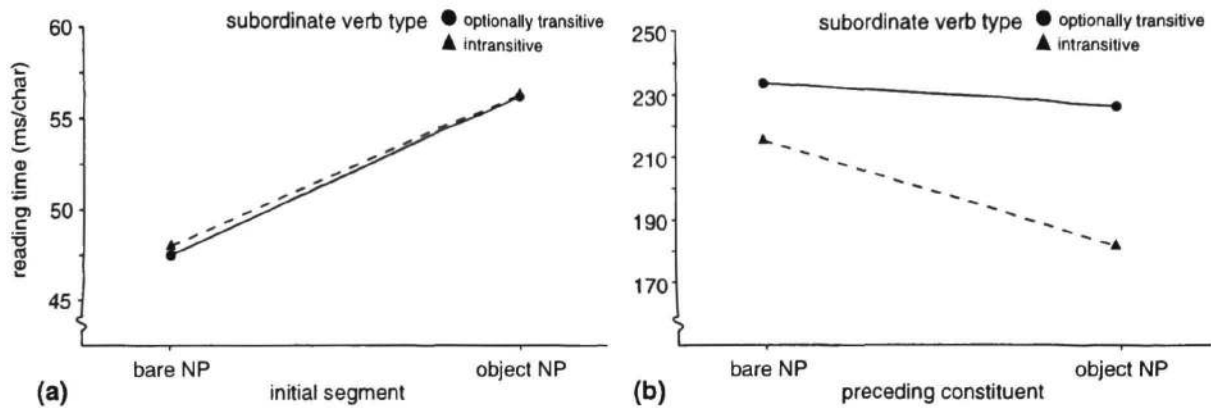 subordinate verb type
● optionally transitive
▲ intransitive
60
55
50
45
reading time (ms/char)
bare NP
object NP
(a)
initial segment
subordinate verb type
● optionally transitive
▲ intransitive
250
230
210
190
170
bare NP
object NP
(b)
preceding constituent